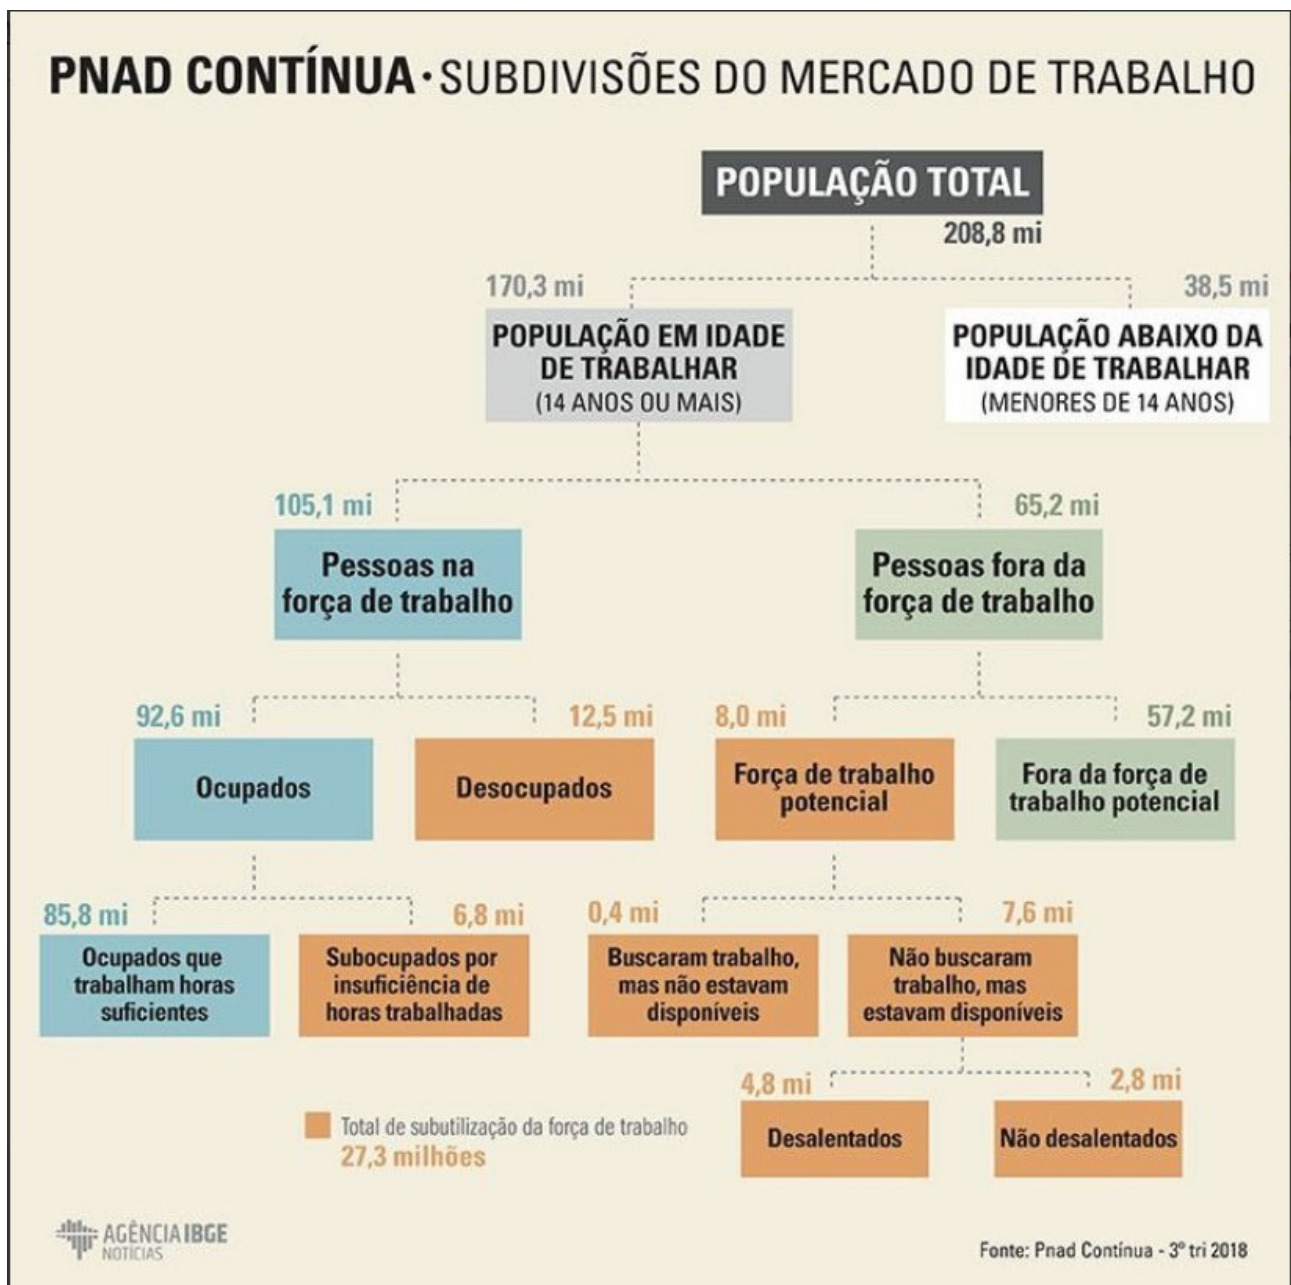 PNAD CONTÍNUA · SUBDIVISÕES DO MERCADO DE TRABALHO
POPULAÇÃO TOTAL
208,8 mi
170,3 mi
POPULAÇÃO EM IDADE
DE TRABALHAR
(14 ANOS OU MAIS)
38,5 mi
POPULAÇÃO ABAIXO DA
IDADE DE TRABALHAR
(MENORES DE 14 ANOS)
105,1 mi
Pessoas na
força de trabalho
65,2 mi
Pessoas fora da
força de trabalho
92,6 mi
Ocupados
12,5 mi
Desocupados
8,0 mi
Força de trabalho
potencial
57,2 mi
Fora da força de
trabalho potencial
85,8 mi
Ocupados que
trabalham horas
suficientes
6,8 mi
Subocupados por
insuficiência de
horas trabalhadas
0,4 mi
Buscaram trabalho,
mas não estavam
disponíveis
7,6 mi
Não buscaram
trabalho, mas
estavam disponíveis
4,8 mi
Desalentados
2,8 mi
Não desalentados
Total de subutilização da força de trabalho
27,3 milhões
AGÊNCIA IBGE
NOTÍCIAS
Fonte: Pnad Contínua - 3º tri 2018